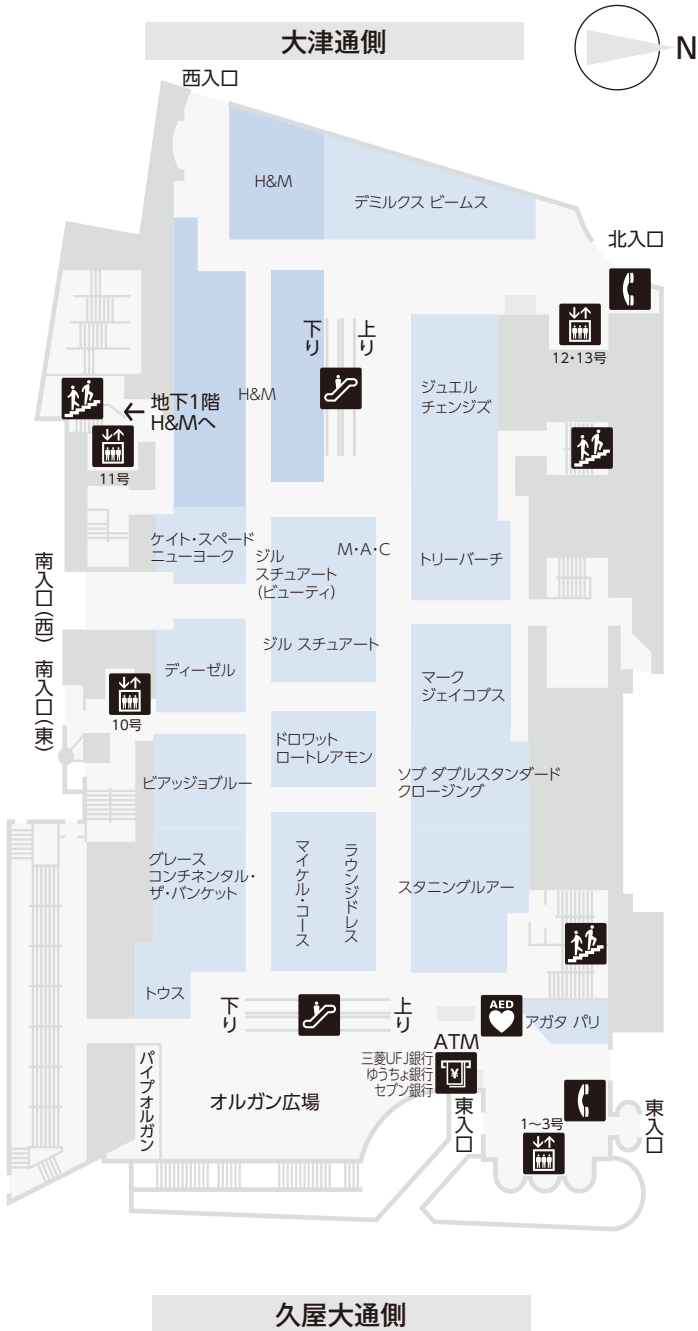 大津通側
N
西入口
H&M
デミルクス ビームス
北入口
下り
上り
12・13号
ジュエル
チェンジズ
H&M
地下1階
H&Mへ
11号
ケイト・スペード
ニューヨーク
ジル
スチュアート
(ビューティ)
M・A・C
トリーバーチ
南入口(西)
南入口(東)
ジル スチュアート
ディーゼル
マーク
ジェイコブス
10号
ドロワット
ロートレアモン
ビアッジョブルー
ソブ ダブルスタンダード
クロージング
グレース
コンチネンタル・
ザ・バンケット
マイケル・コース
ラウンジドレス
スタニングルアー
トウス
下り
上り
AED
アガタ パリ
ATM
三菱UFJ銀行
ゆうちょ銀行
セブン銀行
¥
パイプオルガン
オルガン広場
東入口
1〜3号
東入口
久屋大通側